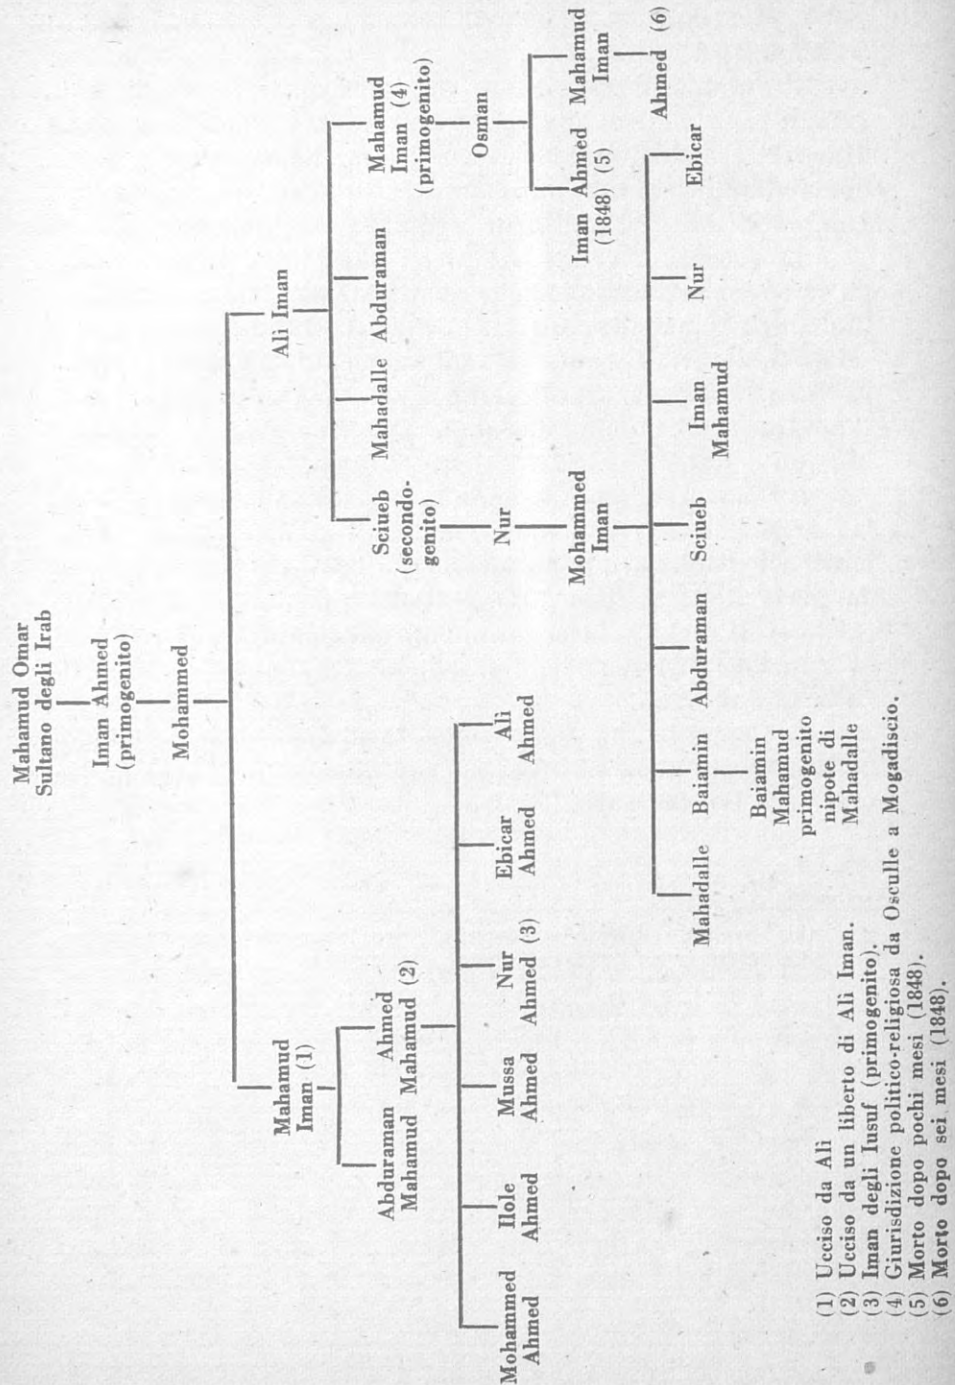 Mahamud Omar
Sultano degli Irab
Iman Ahmed
(primogenito)
Mohammed
Mahamud
Iman (1)
Ali Iman
Abduraman
Mahamud
Ahmed
Mahamud (2)
Sciueb
(secondo-
genito)
Mahadalle
Abduraman
Mahamud
Iman (4)
(primogenito)
Mohammed
Ahmed
Ilole
Ahmed
Mussa
Ahmed
Nur
Ahmed (3)
Ebicar
Ahmed
Ali
Ahmed
Nur
Osman
Mohammed
Iman
Iman Ahmed
(1848) (5)
Mahamud
Iman
Ahmed (6)
Mahadalle
Baiamin
Abduraman
Sciueb
Iman
Mahamud
Nur
Ebicar
Baiamin
Mahamud
primogenito
nipote di
Mahadalle
(1) Ucciso da Alì
(2) Ucciso da un liberto di Ali Iman.
(3) Iman degli Iusuf (primogenito).
(4) Giurisdizione politico-religiosa da Osculle a Mogadiscio.
(5) Morto dopo pochi mesi (1848).
(6) Morto dopo sei mesi (1848).